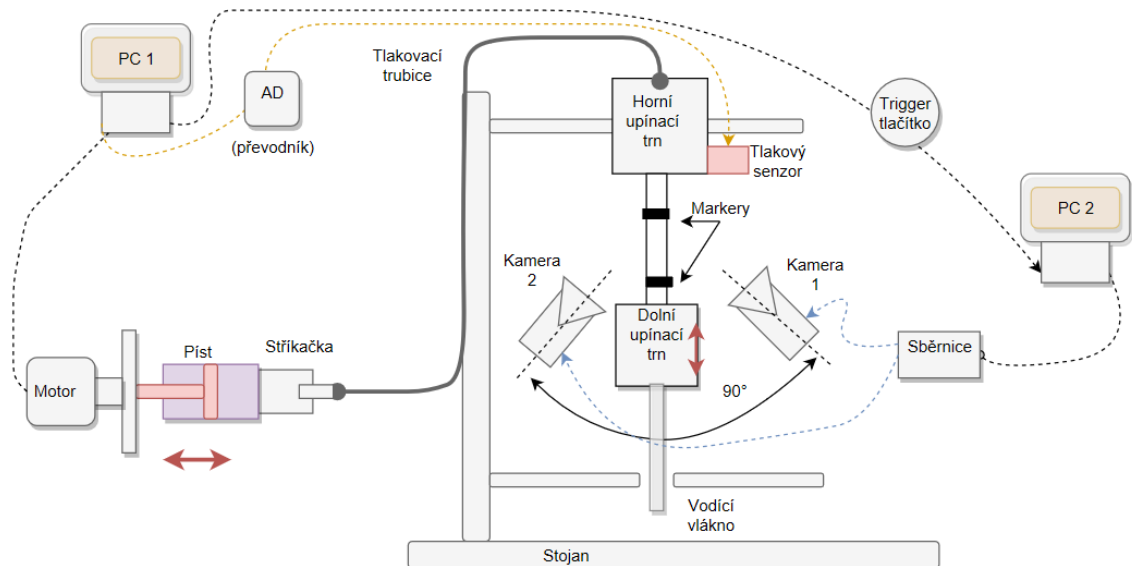 PC 1
AD
(převodník)
Tlakovací
trubice
Horní
upínací
trn
Tlakový
senzor
Trigger
tlačítko
PC 2
Markery
Kamera
2
Kamera
1
Dolní
upínací
trn
Sběrnice
90°
Motor
Píst
Stříkačka
Vodící
vlákno
Stojan